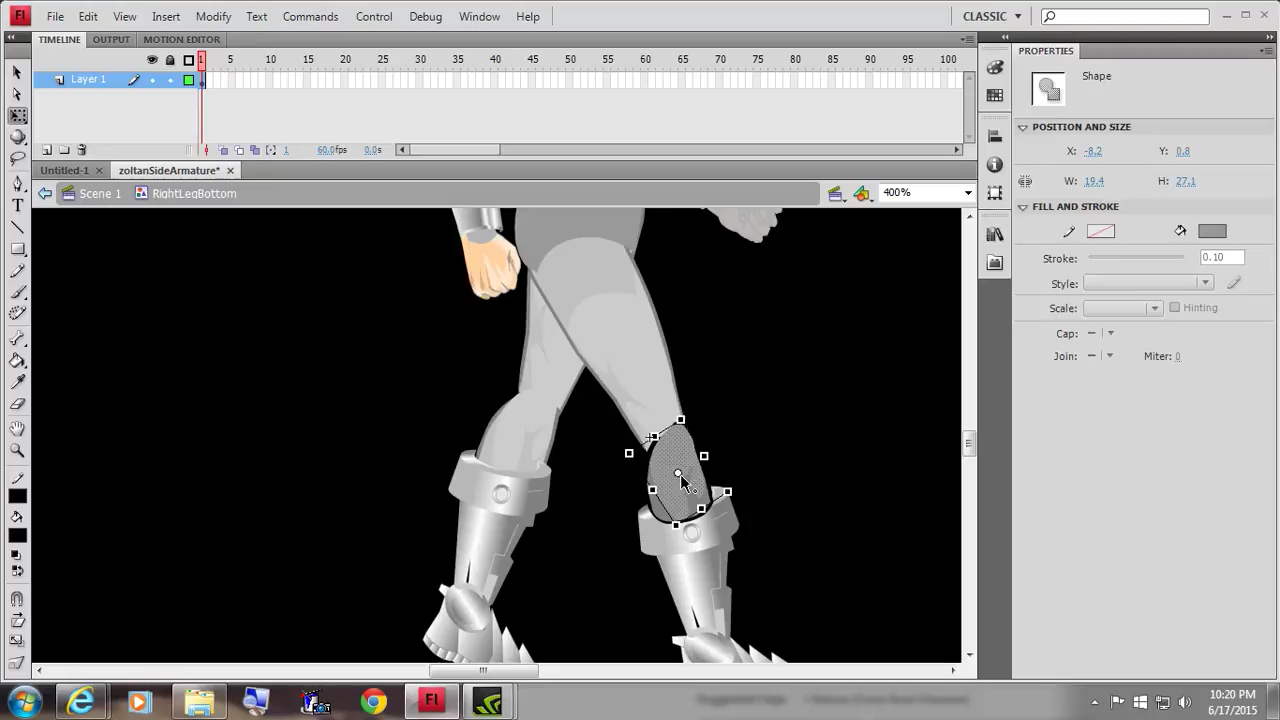 Fl File Edit View Insert Modify Text Commands Control Debug Window Help CLASSIC
TIMELINE OUTPUT MOTION EDITOR
PROPERTIES
1 5 10 15 20 25 30 35 40 45 50 55 60 65 70 75 80 85 90 95 100
Shape
Layer 1
POSITION AND SIZE
1 60.0fps 0.0s
X: -8.2 Y: 0.8
Untitled-1 zoltanSideArmature*
W: 19.4 H: 27.1
Scene 1 RightLegBottom 400%
FILL AND STROKE
Stroke: 0.10
Style:
Scale: Hinting
Cap:
Join: Miter: 0
Fl
10:20 PM
6/17/2015